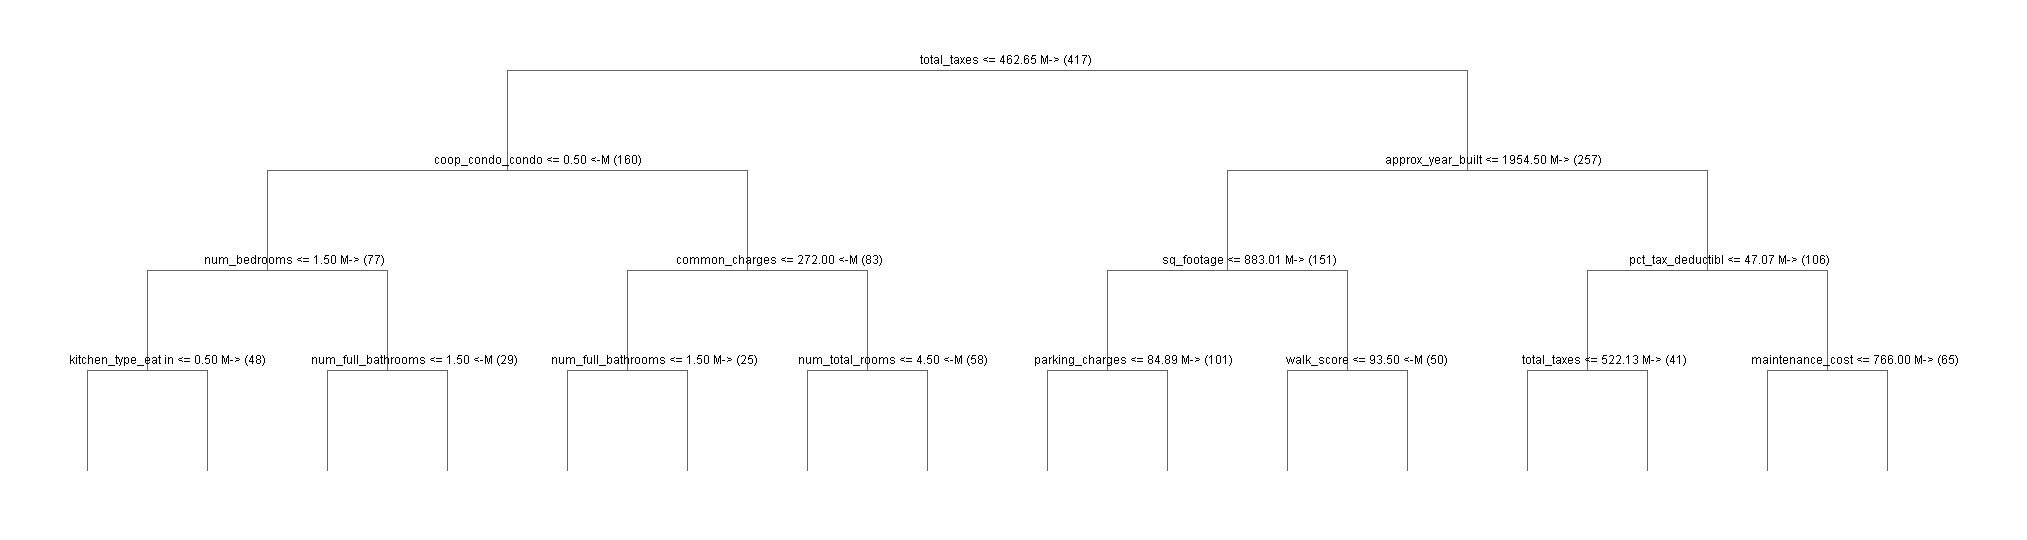 total_taxes <= 462.65 M-> (417)
coop_condo_condo <= 0.50 <-M (160)
approx_year_built <= 1954.50 M-> (257)
num_bedrooms <= 1.50 M-> (77)
common_charges <= 272.00 <-M (83)
sq_footage <= 883.01 M-> (151)
pct_tax_deductibl <= 47.07 M-> (106)
kitchen_type_eat in <= 0.50 M-> (48)
num_full_bathrooms <= 1.50 <-M (29)
num_full_bathrooms <= 1.50 M-> (25)
num_total_rooms <= 4.50 <-M (58)
parking_charges <= 84.89 M-> (101)
walk_score <= 93.50 <-M (50)
total_taxes <= 522.13 M-> (41)
maintenance_cost <= 766.00 M-> (65)